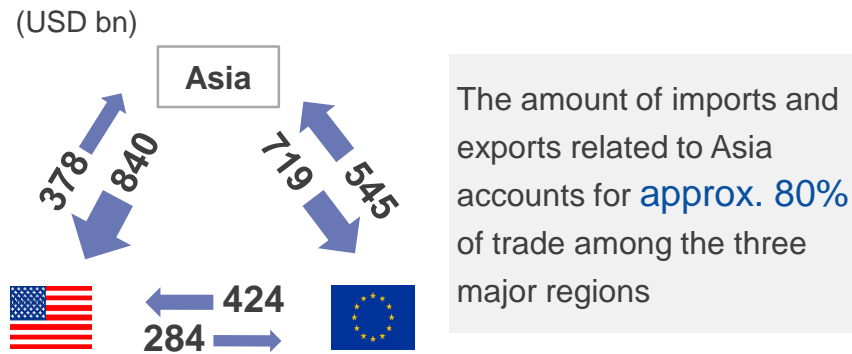 (USD bn)
Asia
378
840
719
545
424
284
The amount of imports and
exports related to Asia
accounts for approx. 80%
of trade among the three
major regions